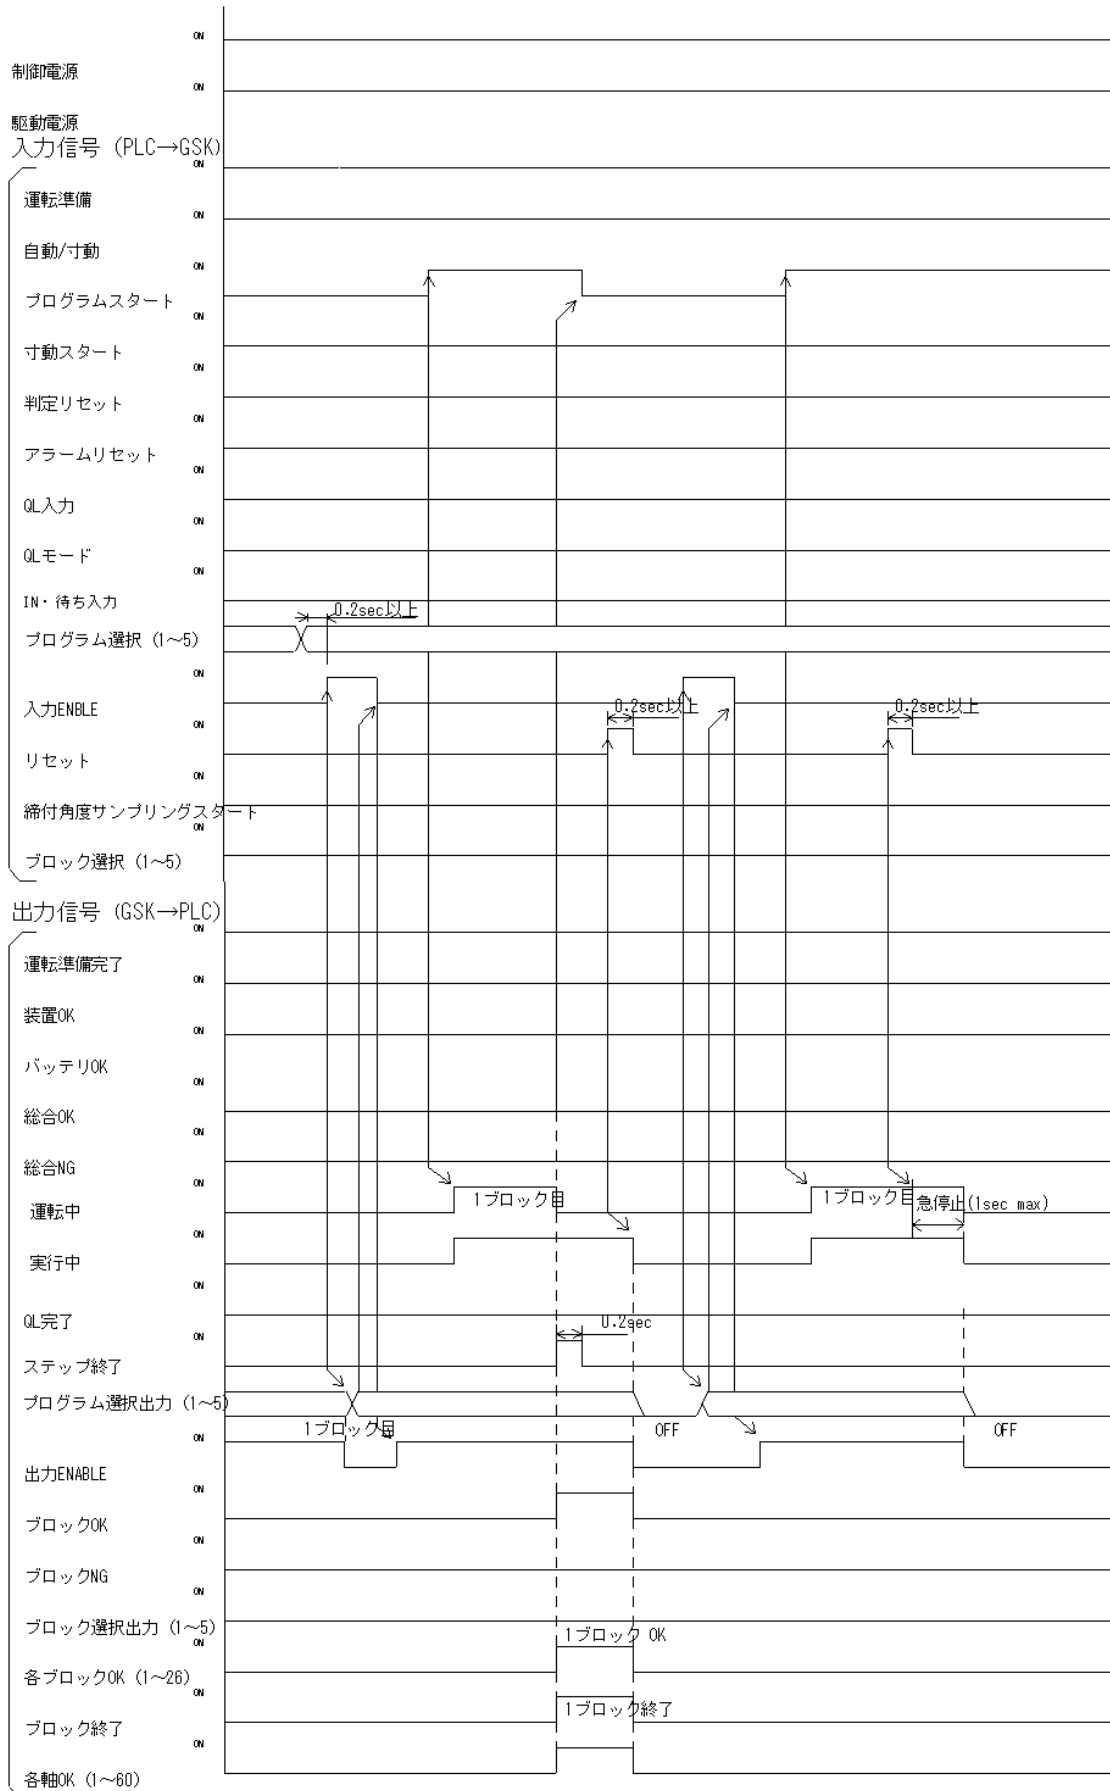 ON
制御電源
ON
駆動電源
入力信号 (PLC→GSK)
ON
運転準備
ON
自動/寸動
ON
プログラムスタート
ON
寸動スタート
ON
判定リセット
ON
アラームリセット
ON
QL入力
ON
QLモード
ON
IN・待ち入力
0.2sec以上
プログラム選択 (1～5)
ON
入力ENBLE
0.2sec以上
0.2sec以上
ON
リセット
ON
締付角度サンプリングスタート
ON
ブロック選択 (1～5)
出力信号 (GSK→PLC)
ON
運転準備完了
ON
装置OK
ON
バッテリOK
ON
総合OK
ON
総合NG
ON
1ブロック目
1ブロック目
急停止(1sec max)
運転中
ON
実行中
ON
QL完了
0.2sec
ON
ステップ終了
プログラム選択出力 (1～5)
1ブロック目
OFF
OFF
ON
出力ENABLE
ON
ブロックOK
ON
ブロックNG
ON
ブロック選択出力 (1～5)
1ブロック OK
ON
各ブロックOK (1～26)
ON
1ブロック終了
ブロック終了
ON
各軸OK (1～60)